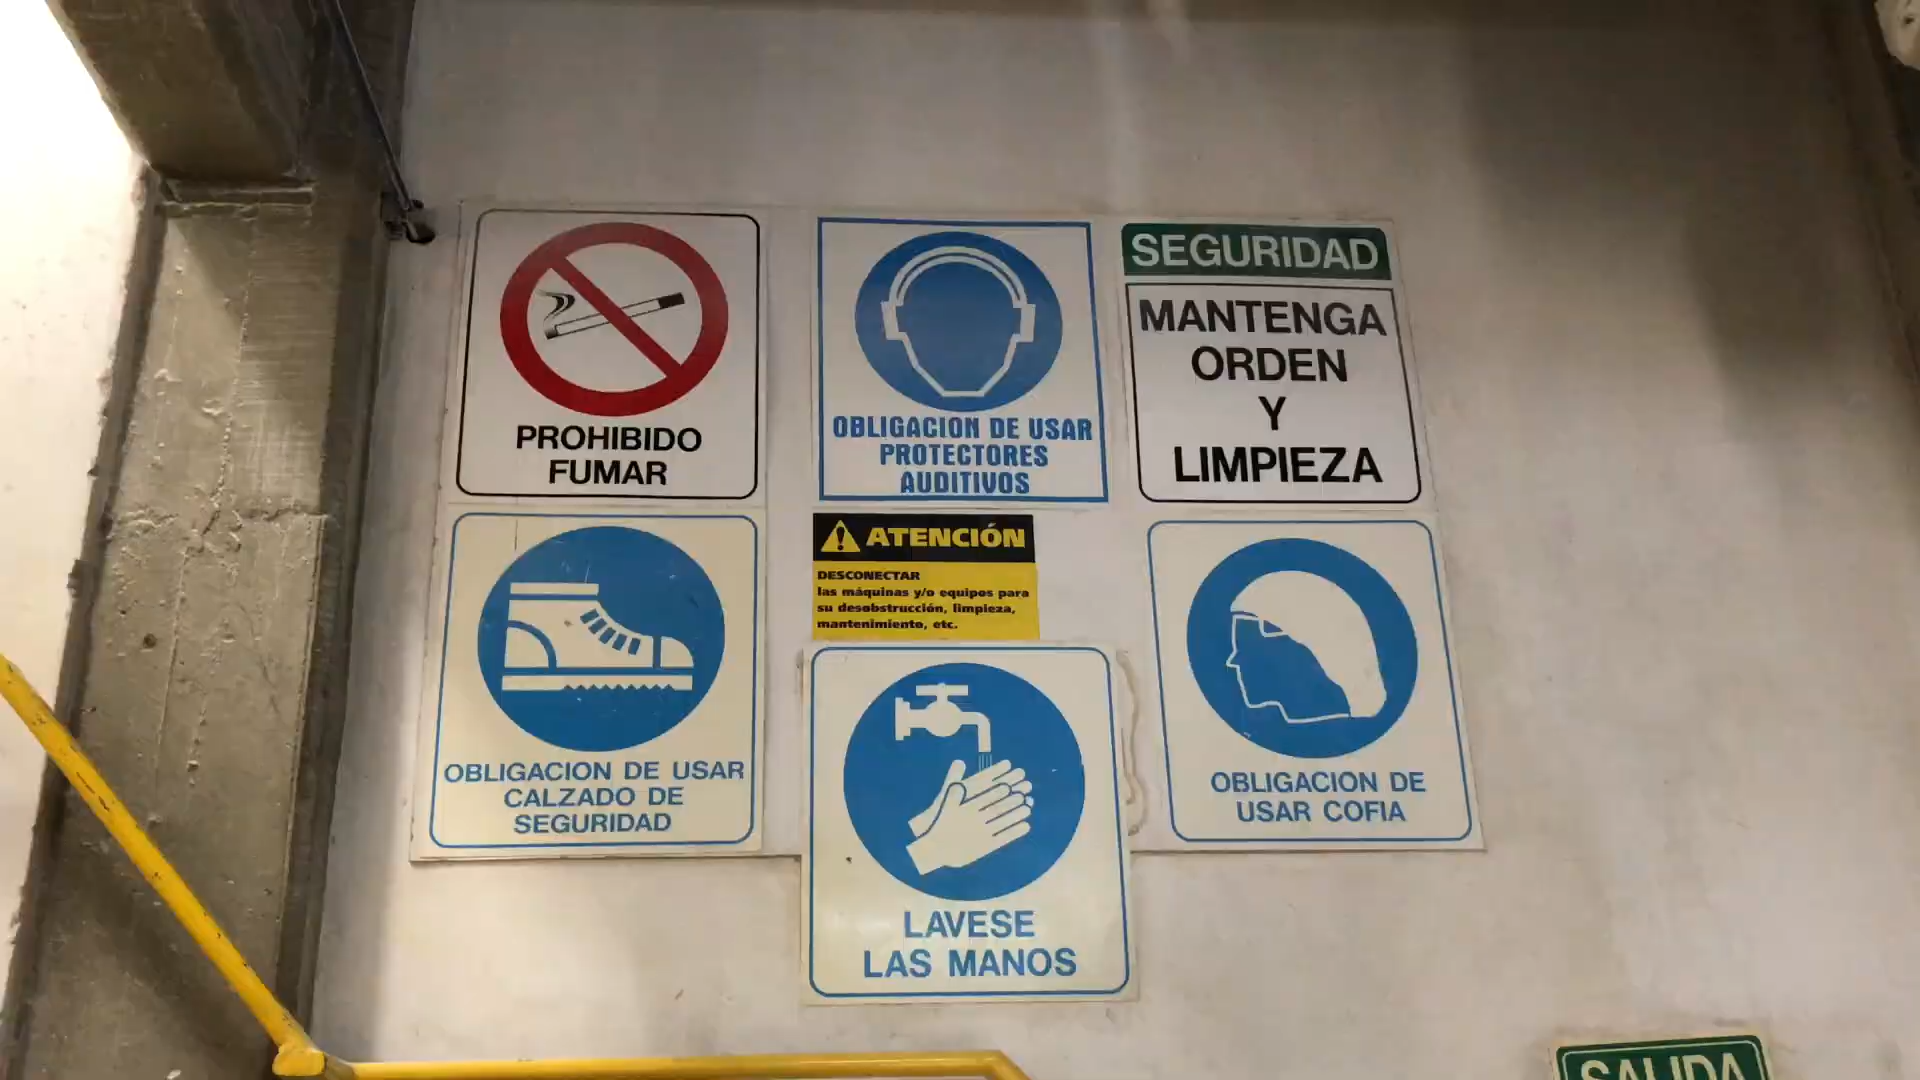 PROHIBIDO
FUMAR
OBLIGACION DE USAR
PROTECTORES
AUDITIVOS
SEGURIDAD
MANTENGA
ORDEN
Y
LIMPIEZA
OBLIGACION DE USAR
CALZADO DE
SEGURIDAD
ATENCIÓN
DESCONECTAR
las máquinas y/o equipos para
su desobstrucción, limpieza,
mantenimiento, etc.
LAVESE
LAS MANOS
OBLIGACION DE
USAR COFIA
SALIDA